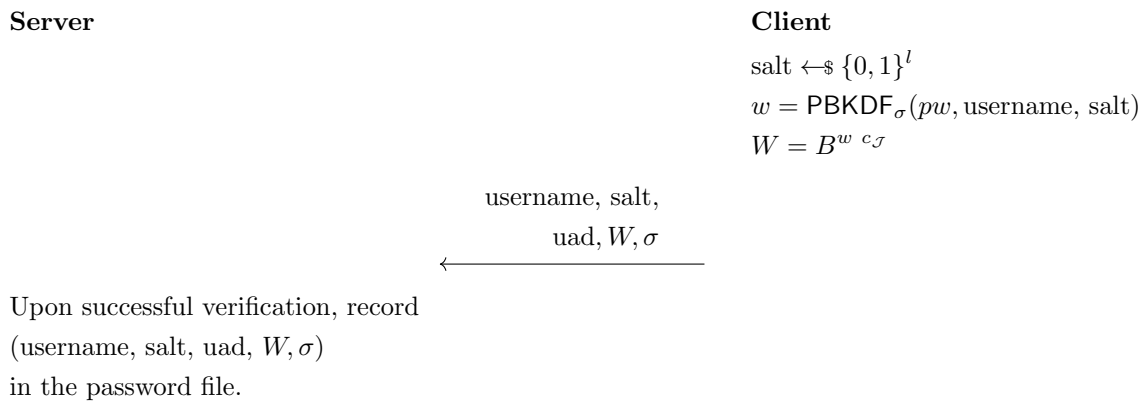 Server
Client
salt ←$ {0, 1}^l
w = PBKDF_σ(pw, username, salt)
W = B^{w c_𝒥}
username, salt,
uad, W, σ
Upon successful verification, record
(username, salt, uad, W, σ)
in the password file.